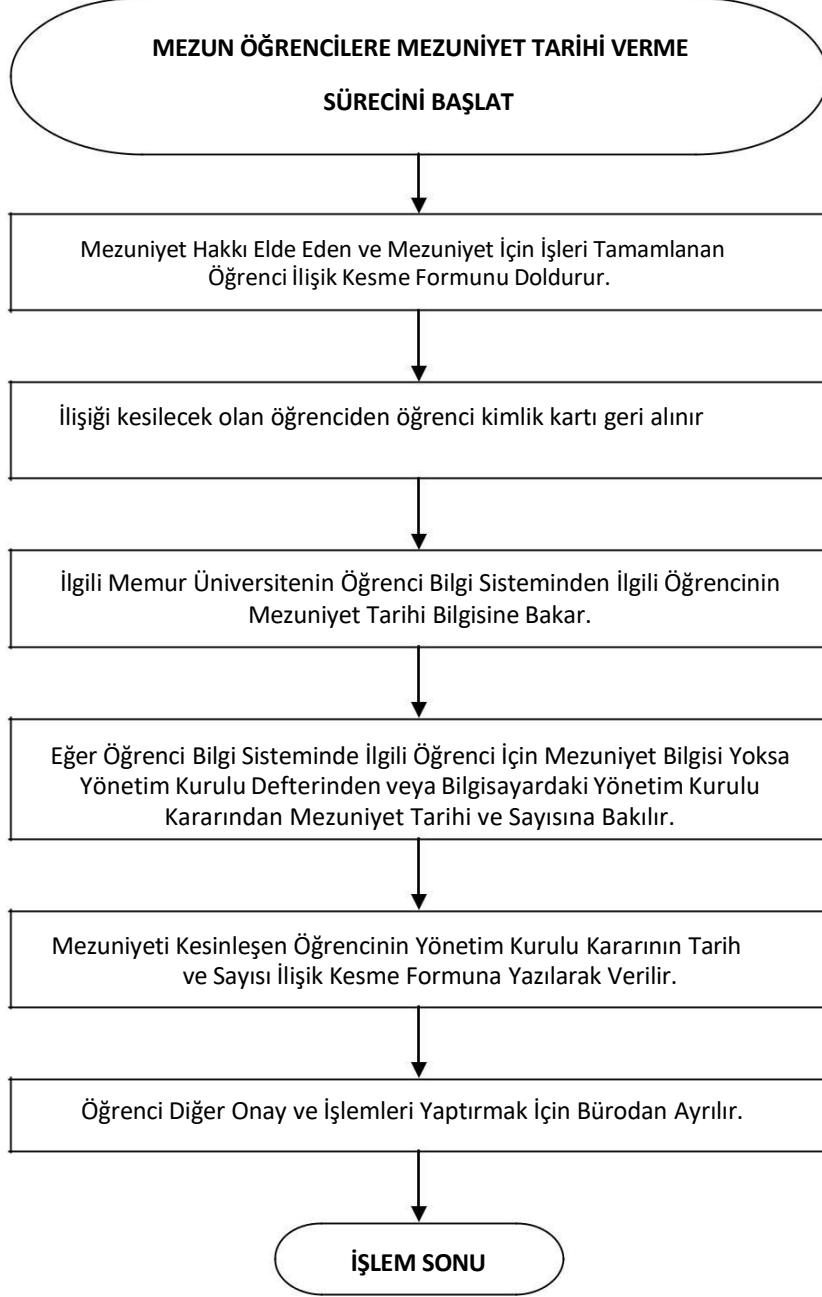 MEZUN ÖĞRENCİLERE MEZUNİYET TARİHİ VERME
SÜRECİNİ BAŞLAT
Mezuniyet Hakkı Elde Eden ve Mezuniyet İçin İşleri Tamamlanan
Öğrenci İlişik Kesme Formunu Doldurur.
İlişiği kesilecek olan öğrenciden öğrenci kimlik kartı geri alınır
İlgili Memur Üniversitenin Öğrenci Bilgi Sisteminden İlgili Öğrencinin
Mezuniyet Tarihi Bilgisine Bakar.
Eğer Öğrenci Bilgi Sisteminde İlgili Öğrenci İçin Mezuniyet Bilgisi Yoksa
Yönetim Kurulu Defterinden veya Bilgisayardaki Yönetim Kurulu
Kararından Mezuniyet Tarihi ve Sayısına Bakılır.
Mezuniyeti Kesinleşen Öğrencinin Yönetim Kurulu Kararının Tarih
ve Sayısı İlişik Kesme Formuna Yazılarak Verilir.
Öğrenci Diğer Onay ve İşlemleri Yaptırmak İçin Bürodan Ayrılır.
İŞLEM SONU